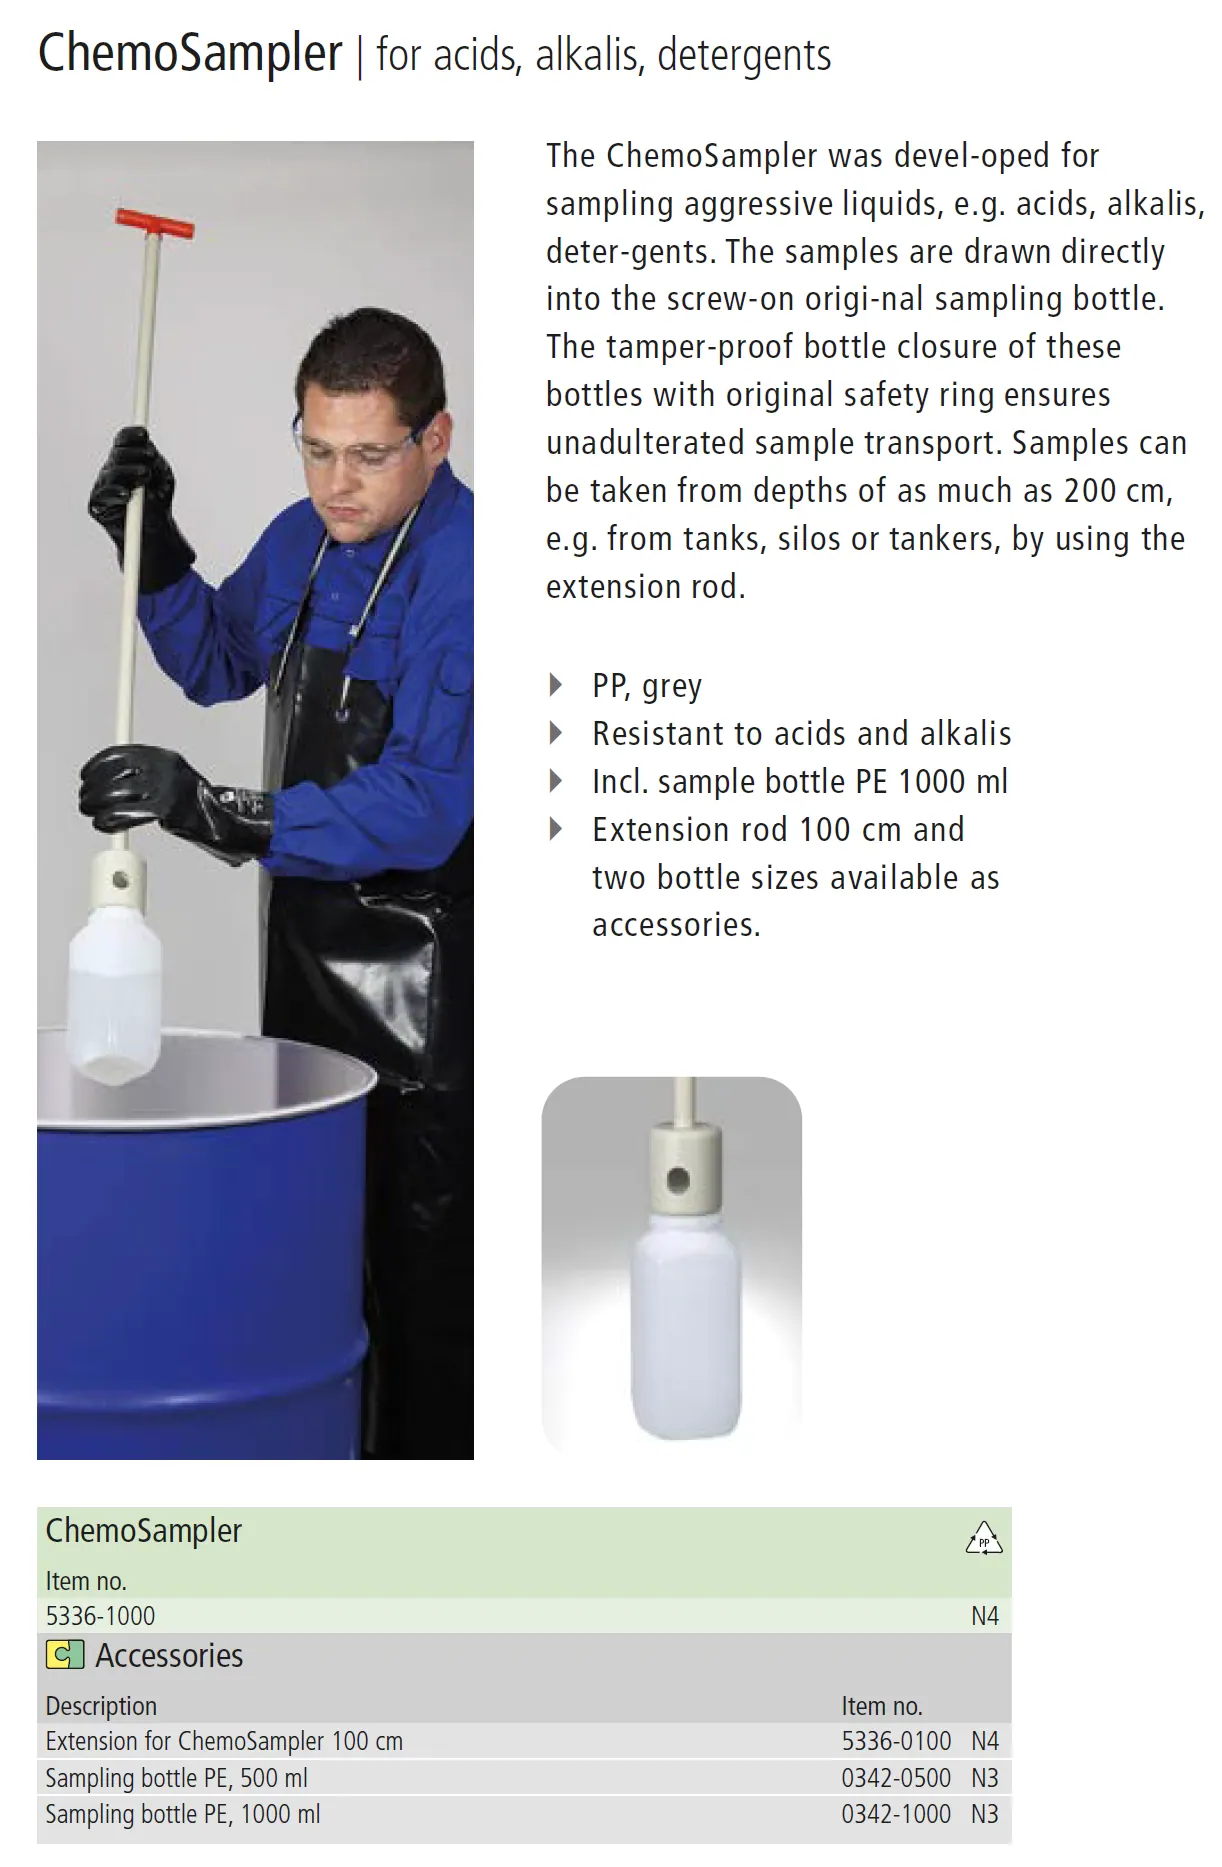 ChemoSampler | for acids, alkalis, detergents
The ChemoSampler was devel-oped for
sampling aggressive liquids, e.g. acids, alkalis,
deter-gents. The samples are drawn directly
into the screw-on origi-nal sampling bottle.
The tamper-proof bottle closure of these
bottles with original safety ring ensures
unadulterated sample transport. Samples can
be taken from depths of as much as 200 cm,
e.g. from tanks, silos or tankers, by using the
extension rod.
PP, grey
Resistant to acids and alkalis
Incl. sample bottle PE 1000 ml
Extension rod 100 cm and
two bottle sizes available as
accessories.
ChemoSampler
PP
Item no.
5336-1000 N4
Accessories
Description Item no.
Extension for ChemoSampler 100 cm 5336-0100 N4
Sampling bottle PE, 500 ml 0342-0500 N3
Sampling bottle PE, 1000 ml 0342-1000 N3